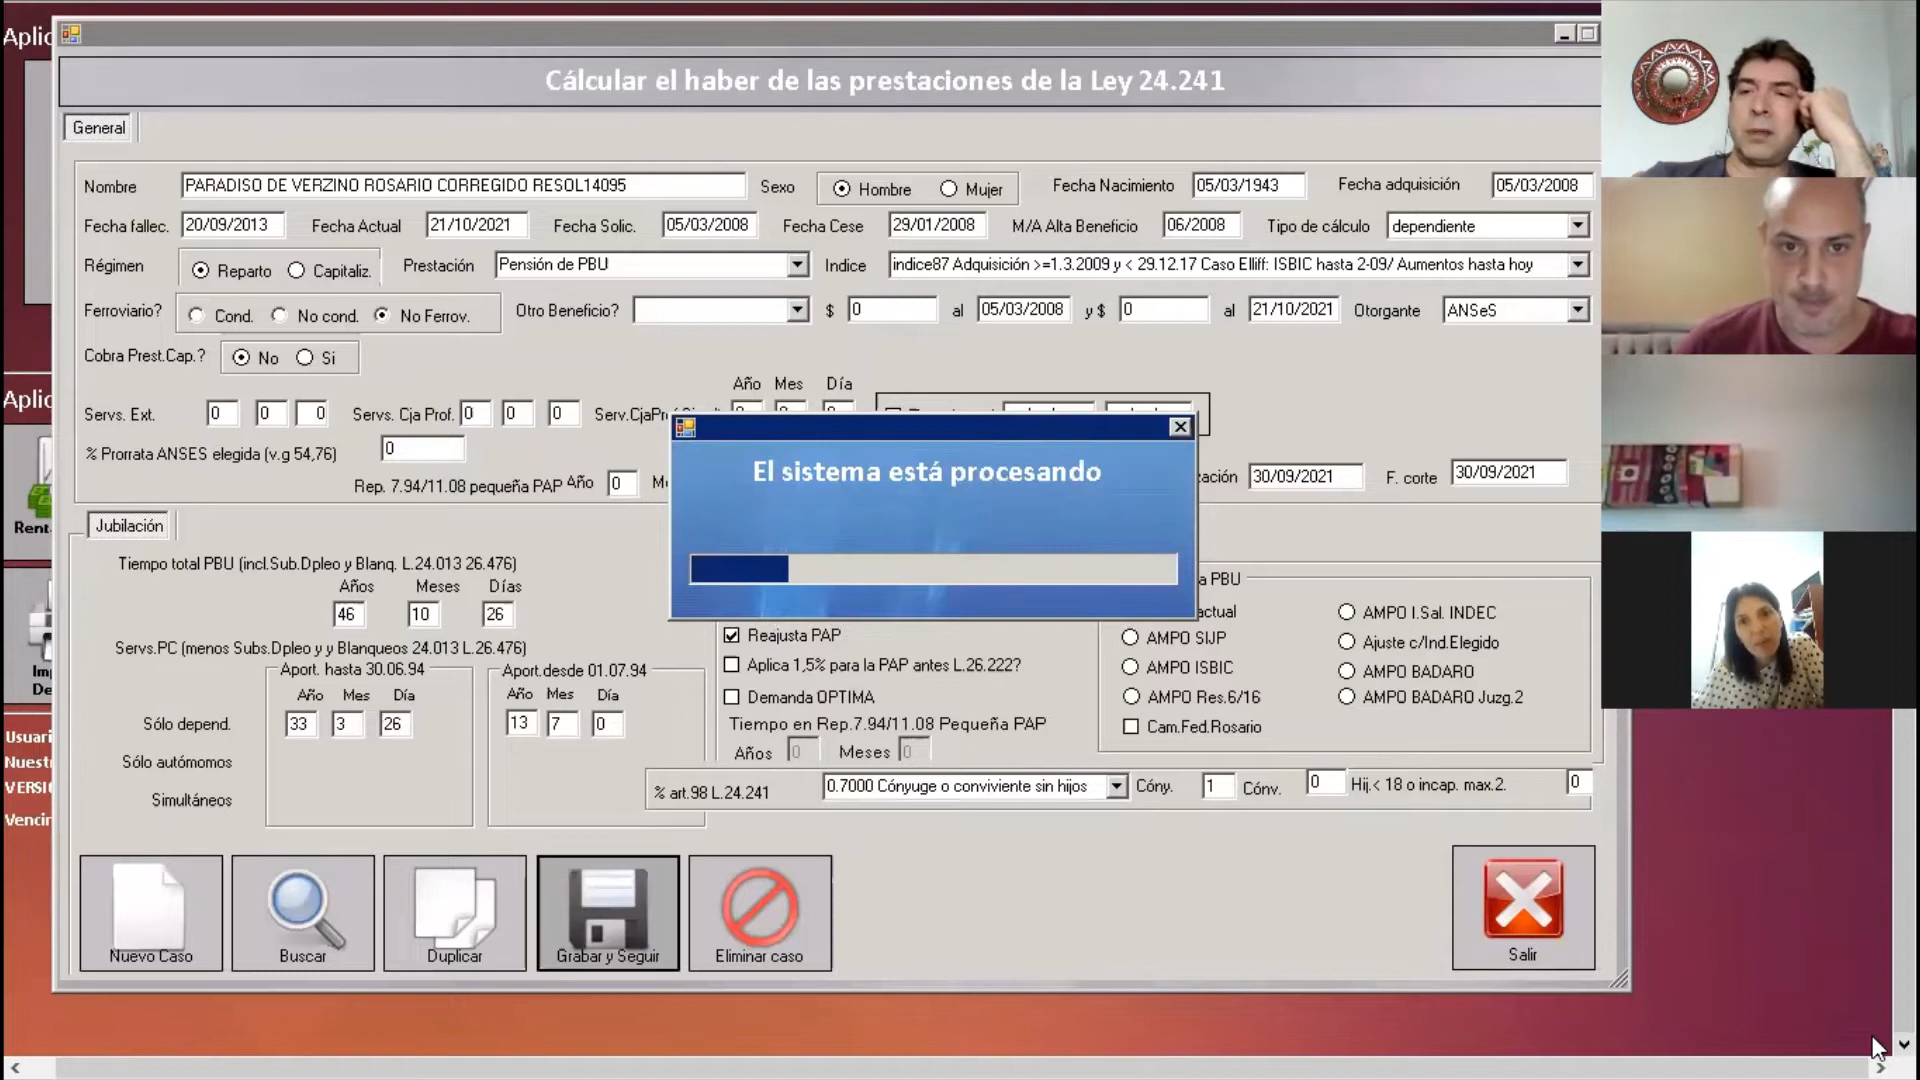 Aplic
Cálcular el haber de las prestaciones de la Ley 24.241
General
Nombre PARADISO DE VERZINO ROSARIO CORREGIDO RESOL14095 Sexo Hombre Mujer Fecha Nacimiento 05/03/1943 Fecha adquisición 05/03/2008
Fecha fallec. 20/09/2013 Fecha Actual 21/10/2021 Fecha Solic. 05/03/2008 Fecha Cese 29/01/2008 M/A Alta Beneficio 06/2008 Tipo de cálculo dependiente
Régimen Reparto Capitaliz. Prestación Pensión de PBU Indice indice87 Adquisición >=1.3.2009 y < 29.12.17 Caso Elliff: ISBIC hasta 2-09/ Aumentos hasta hoy
Ferroviario? Cond. No cond. No Ferrov. Otro Beneficio? $ 0 al 05/03/2008 y $ 0 al 21/10/2021 Otorgante ANSeS
Cobra Prest.Cap.? No Si
Año Mes Día
Aplic
Servs. Ext. 0 0 0 Servs. Cja Prof. 0 0 0
% Prorrata ANSES elegida (v.g 54,76) 0
El sistema está procesando
Rep. 7.94/11.08 pequeña PAP Año 0 zación 30/09/2021 F. corte 30/09/2021
Rent
Jubilación
Tiempo total PBU (incl.Sub.Dpleo y Blanq. L.24.013 26.476)
Años Meses Días
46 10 26
a PBU
actual
AMPO I.Sal. INDEC
Reajusta PAP
AMPO SIJP
Ajuste c/Ind.Elegido
Servs.PC (menos Subs.Dpleo y y Blanqueos 24.013 L.26.476)
Aport. hasta 30.06.94 Aport.desde 01.07.94
Aplica 1,5% para la PAP antes L.26.222?
AMPO ISBIC
AMPO BADARO
Im
De
Año Mes Día Año Mes Día
Demanda OPTIMA
AMPO Res.6/16
AMPO BADARO Juzg.2
Sólo depend. 33 3 26 13 7 0
Tiempo en Rep.7.94/11.08 Pequeña PAP
Cam.Fed.Rosario
Años 0 Meses 0
Sólo autómomos
Simultáneos
% art.98 L.24.241 0.7000 Cónyuge o conviviente sin hijos Cóny. 1 Cónv. 0 Hij.< 18 o incap. max.2. 0
Usuari
Nuest
VERSI
Vencin
Nuevo Caso Buscar Duplicar Grabar y Seguir Eliminar caso Salir